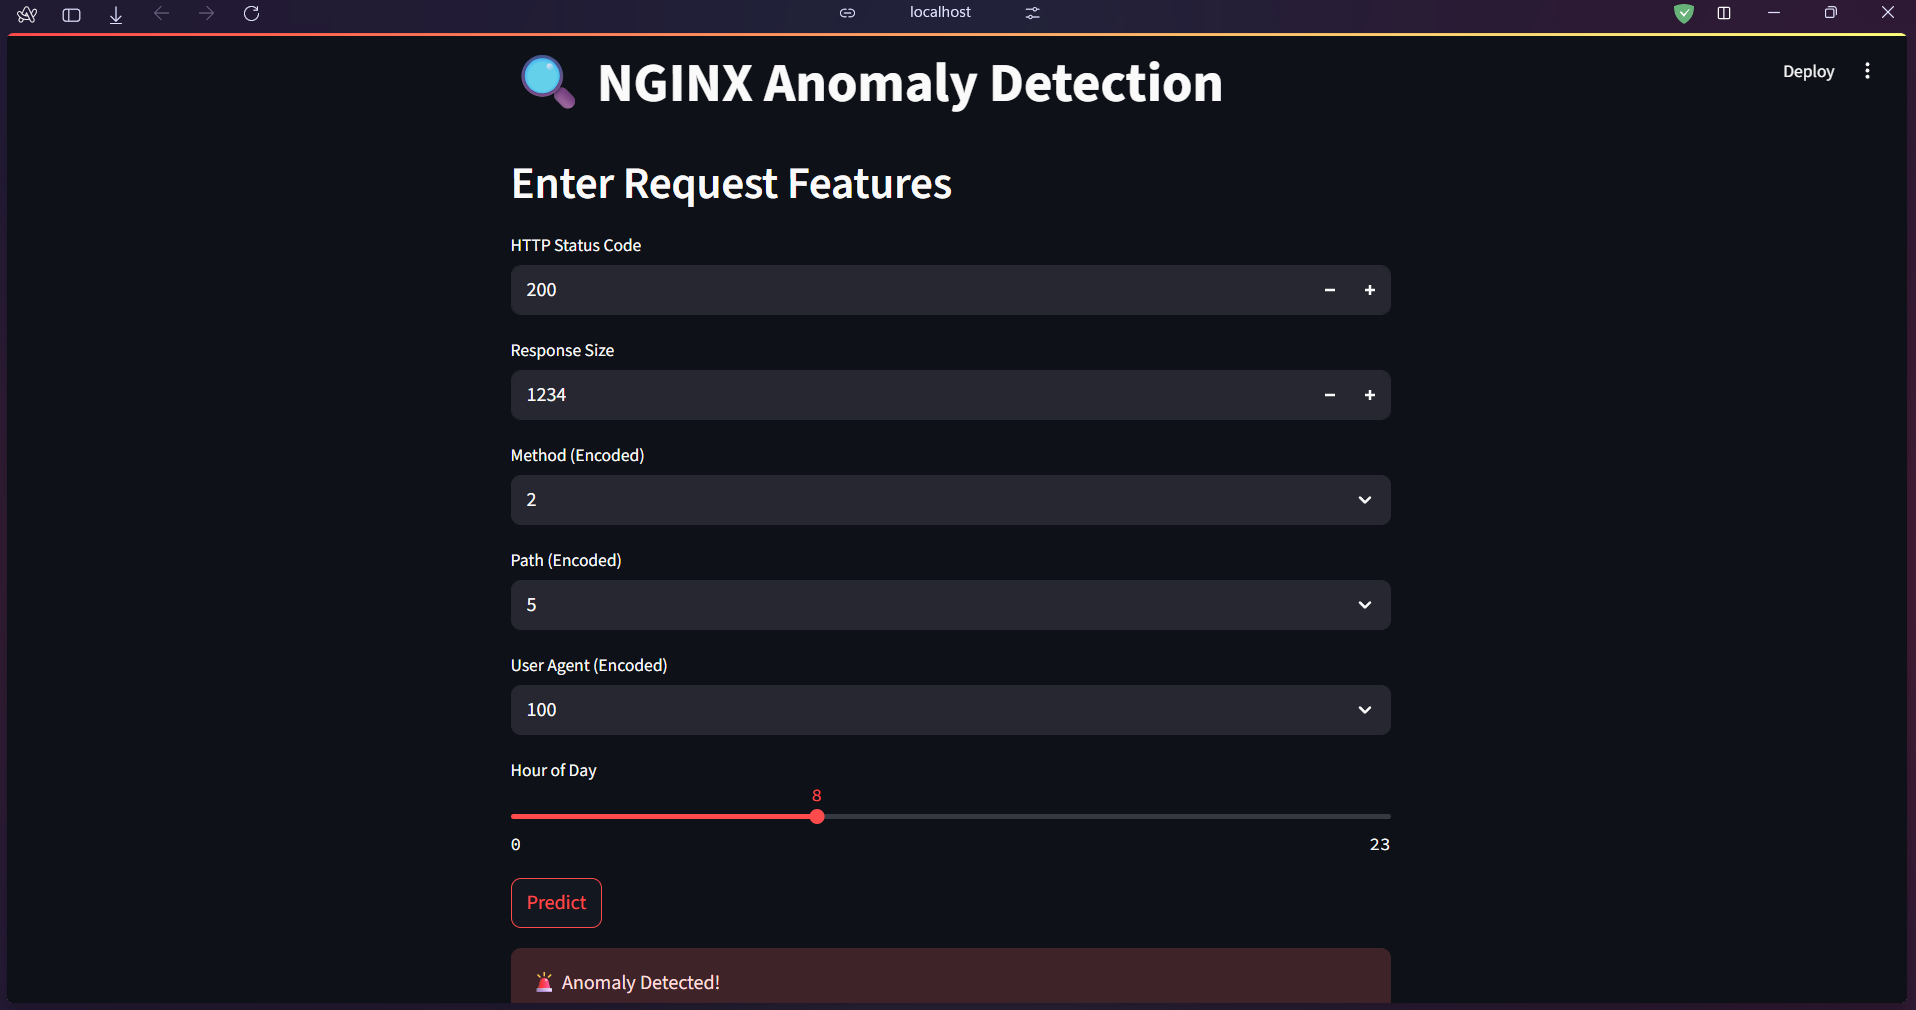 localhost
NGINX Anomaly Detection
Deploy
Enter Request Features
HTTP Status Code
200
Response Size
1234
Method (Encoded)
2
Path (Encoded)
5
User Agent (Encoded)
100
Hour of Day
8
0 23
Predict
Anomaly Detected!